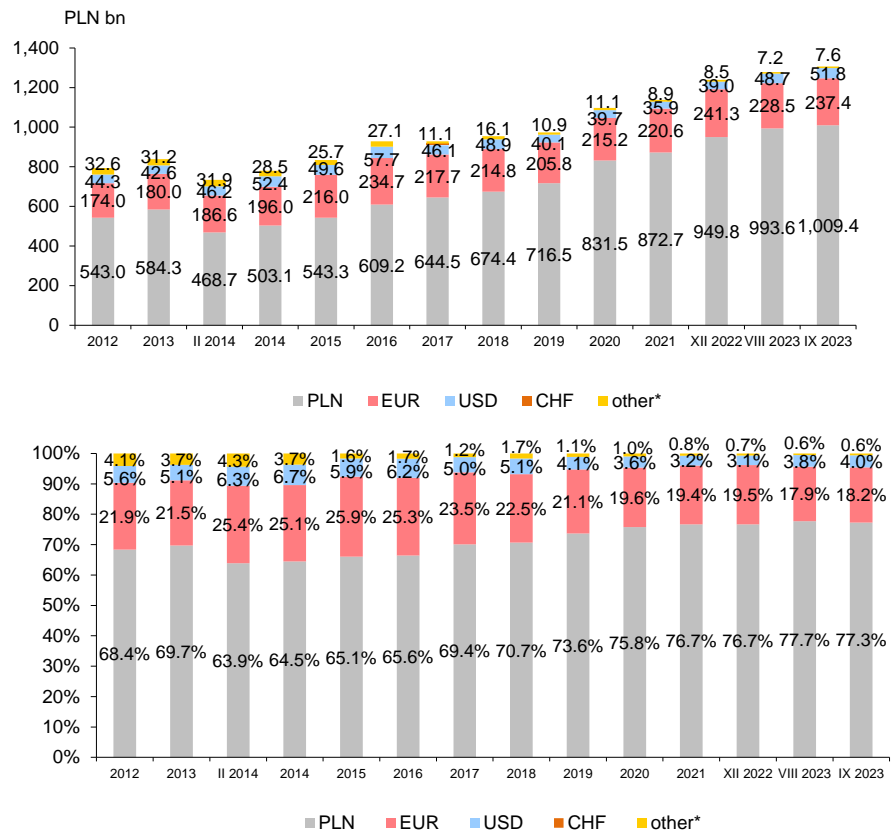 PLN bn
1,400
1,200
1,000
800
600
400
200
0
32.6 31.2 31.9 28.5 25.7 27.1 11.1 16.1 10.9 11.1 8.9 8.5 7.2 7.6
44.3 42.6 46.2 52.4 49.6 57.7 46.1 48.9 40.1 39.7 35.9 39.0 48.7 51.8
174.0 180.0 186.6 196.0 216.0 234.7 217.7 214.8 205.8 215.2 220.6 241.3 228.5 237.4
543.0 584.3 468.7 503.1 543.3 609.2 644.5 674.4 716.5 831.5 872.7 949.8 993.6 1,009.4
2012 2013 II 2014 2014 2015 2016 2017 2018 2019 2020 2021 XII 2022 VIII 2023 IX 2023
PLN EUR USD CHF other*
100%
90%
80%
70%
60%
50%
40%
30%
20%
10%
0%
4.1% 3.7% 4.3% 3.7% 1.6% 1.7% 1.2% 1.7% 1.1% 1.0% 0.8% 0.7% 0.6% 0.6%
5.6% 5.1% 6.3% 6.7% 5.9% 6.2% 5.0% 5.1% 4.1% 3.6% 3.2% 3.1% 3.8% 4.0%
21.9% 21.5% 25.4% 25.1% 25.9% 25.3% 23.5% 22.5% 21.1% 19.6% 19.4% 19.5% 17.9% 18.2%
68.4% 69.7% 63.9% 64.5% 65.1% 65.6% 69.4% 70.7% 73.6% 75.8% 76.7% 76.7% 77.7% 77.3%
2012 2013 II 2014 2014 2015 2016 2017 2018 2019 2020 2021 XII 2022 VIII 2023 IX 2023
PLN EUR USD CHF other*